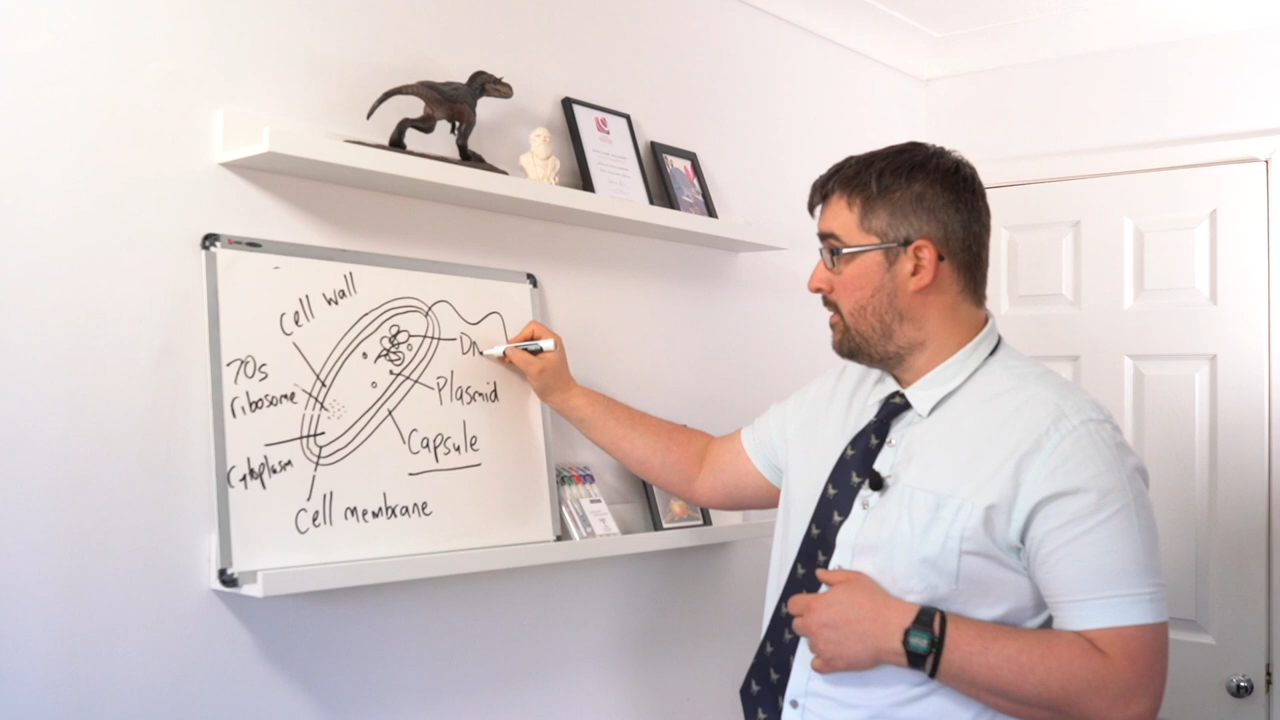 Cell wall
70s
ribosome
Cytoplasm
Cell membrane
DN
Plasmid
Capsule